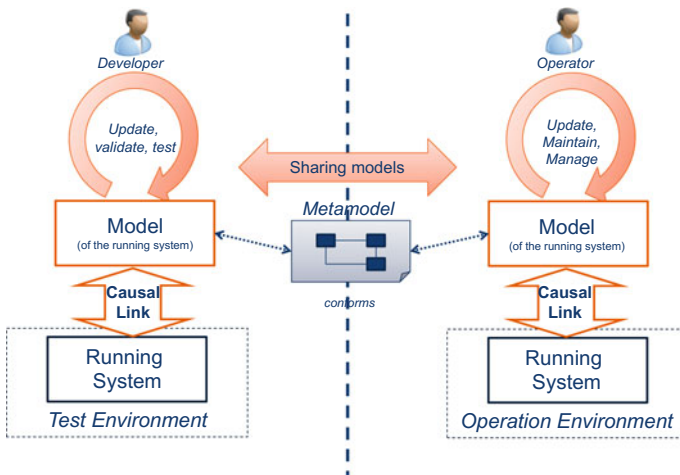 Developer
Update,
validate, test
Model
(of the running system)
Causal
Link
Running
System
Test Environment
Sharing models
Metamodel
conforms
Operator
Update,
Maintain,
Manage
Model
(of the running system)
Causal
Link
Running
System
Operation Environment